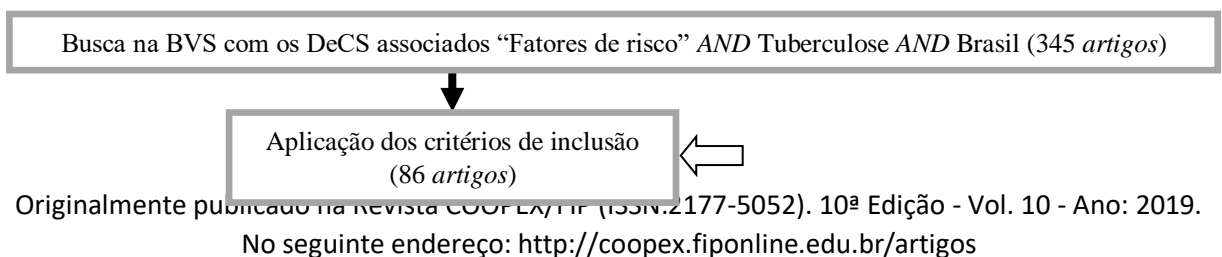 Busca na BVS com os DeCS associados “Fatores de risco” AND Tuberculose AND Brasil (345 artigos)
Aplicação dos critérios de inclusão
(86 artigos)
Originalmente publicado na Revista COOPEX/FIP (ISSN:2177-5052). 10ª Edição - Vol. 10 - Ano: 2019.
No seguinte endereço: http://coopex.fiponline.edu.br/artigos